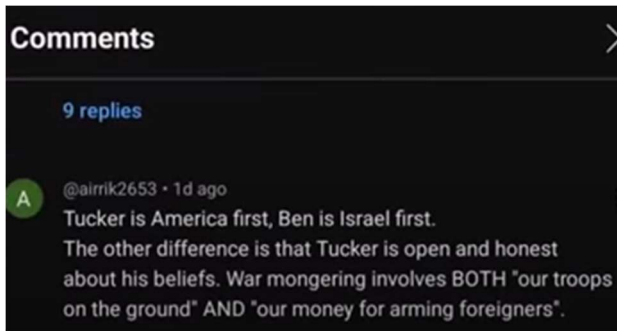 Comments
9 replies
A
@airrik2653 • 1d ago
Tucker is America first, Ben is Israel first.
The other difference is that Tucker is open and honest
about his beliefs. War mongering involves BOTH "our troops
on the ground" AND "our money for arming foreigners".